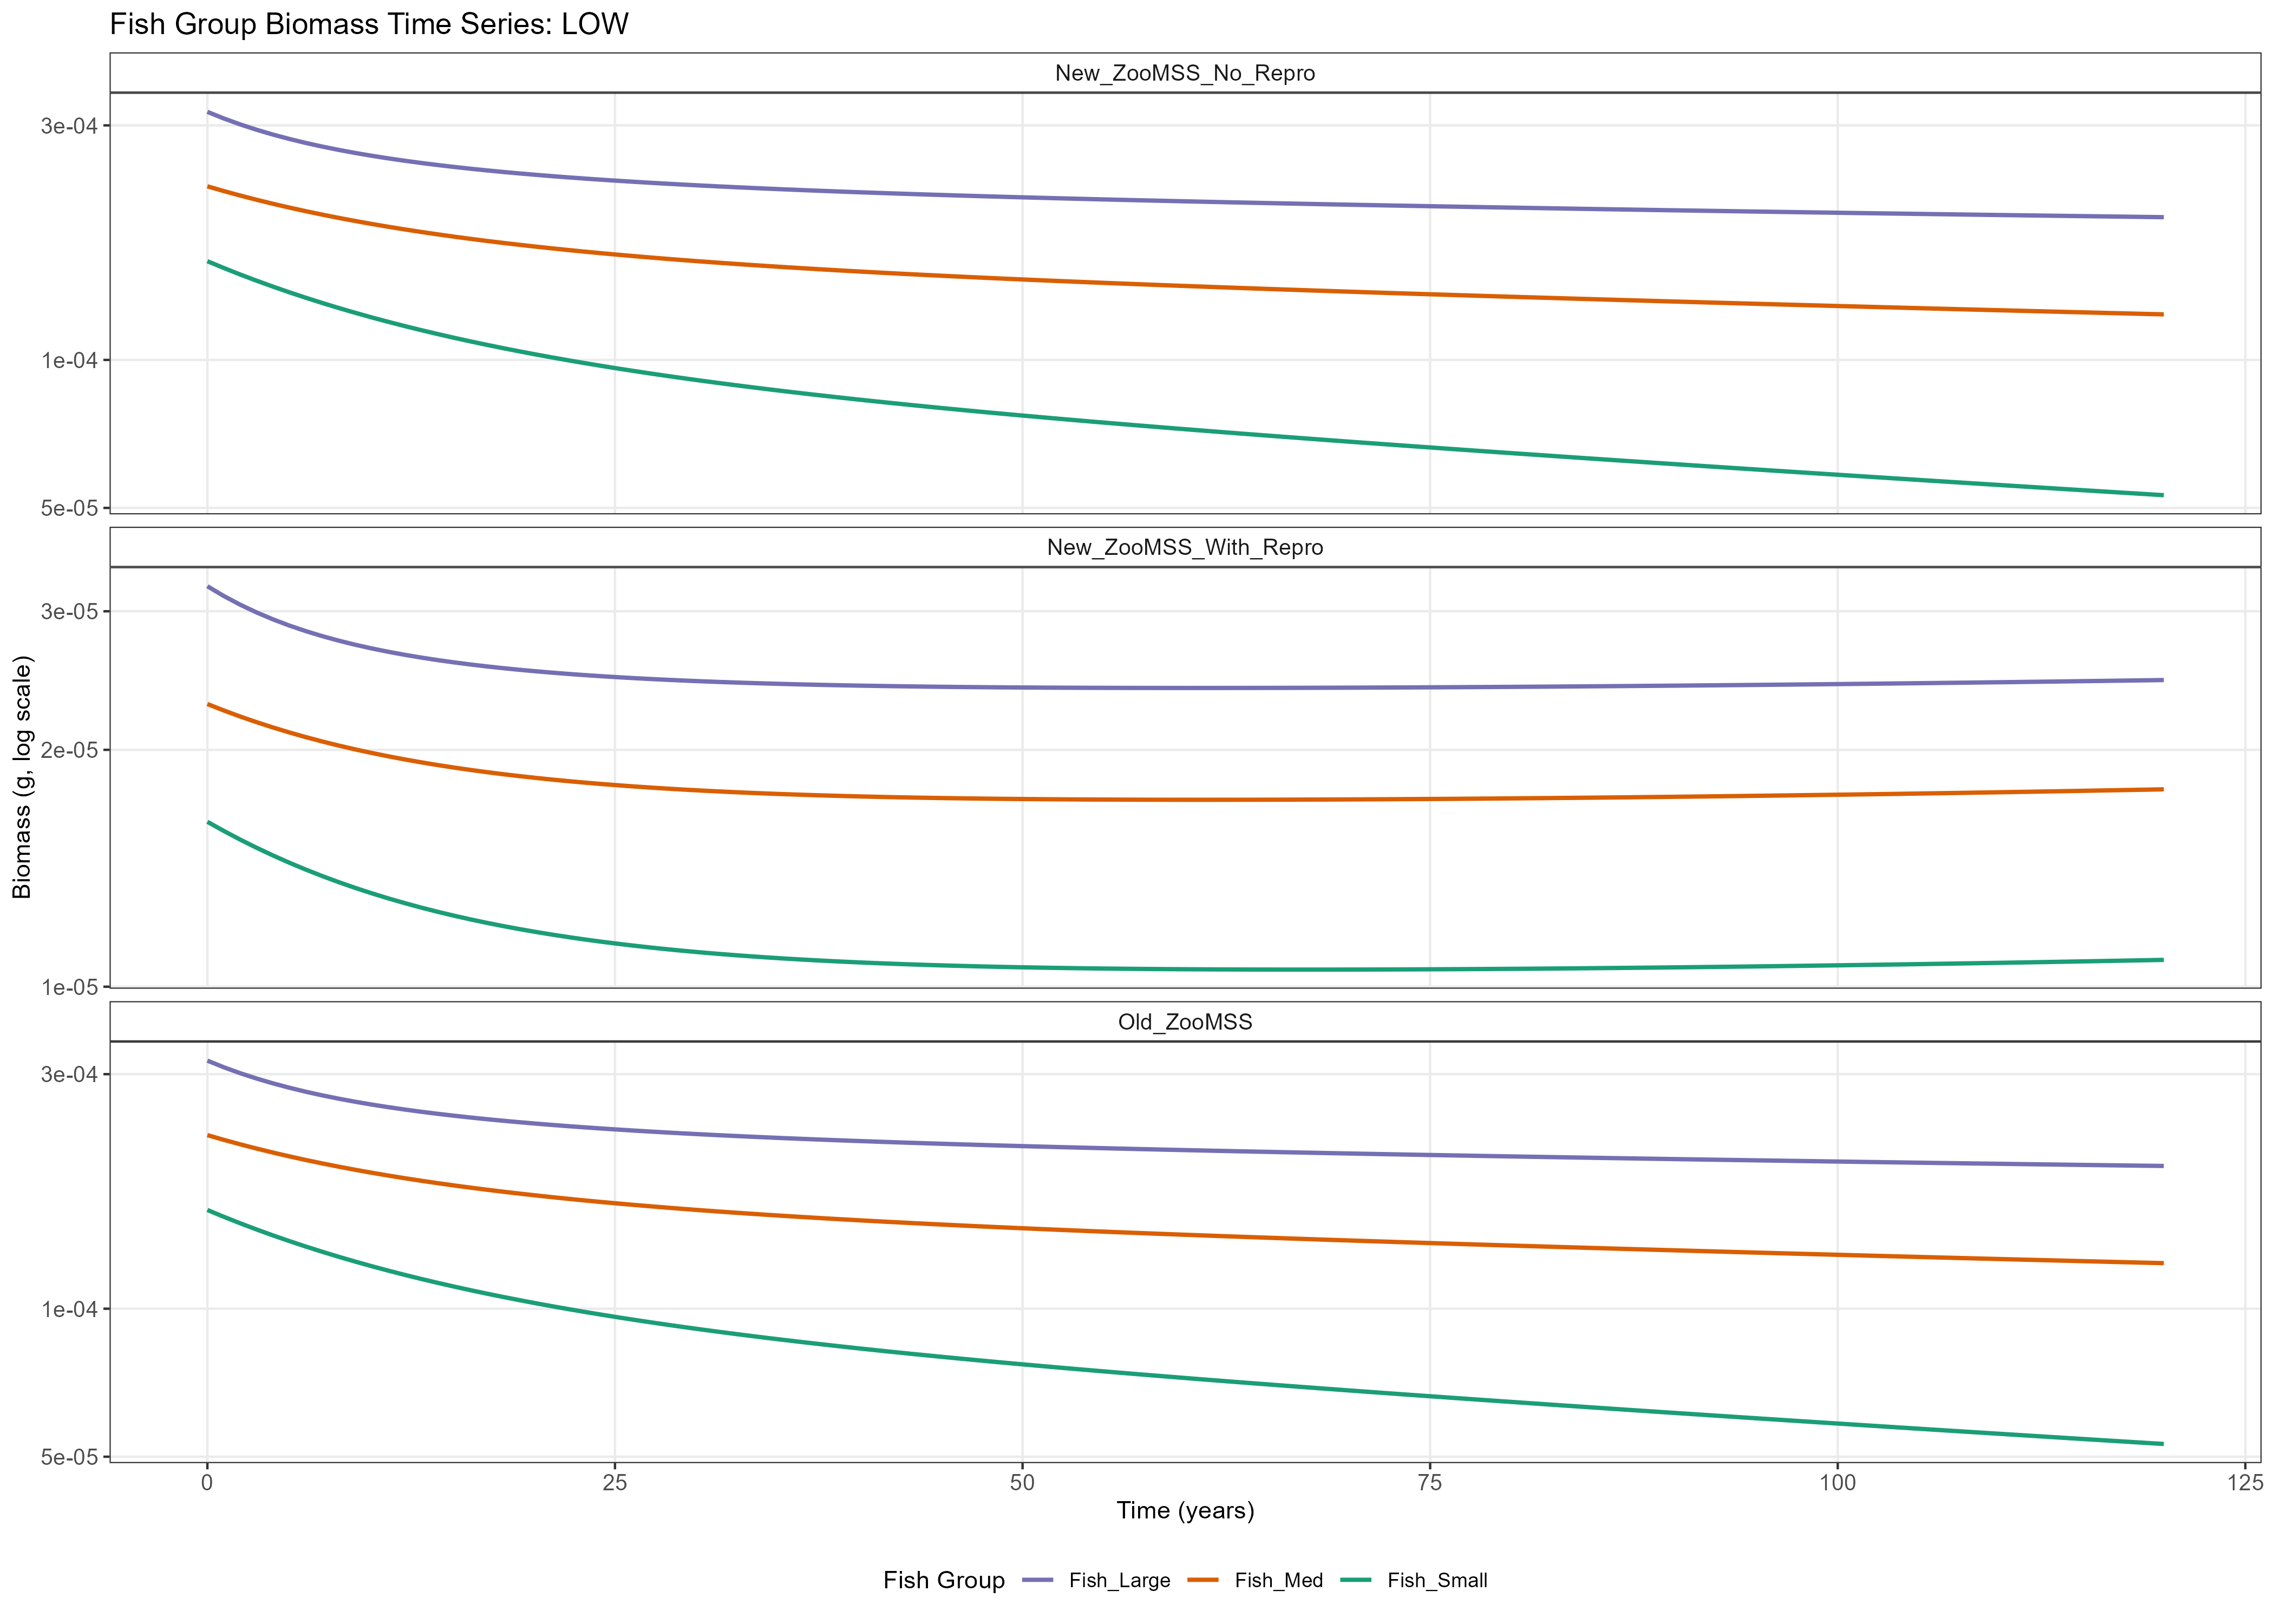 Fish Group Biomass Time Series: LOW
New_ZooMSS_No_Repro
3e-04
1e-04
5e-05
New_ZooMSS_With_Repro
3e-05
2e-05
1e-05
Biomass (g, log scale)
Old_ZooMSS
3e-04
1e-04
5e-05
0 25 50 75 100 125
Time (years)
Fish Group Fish_Large Fish_Med Fish_Small